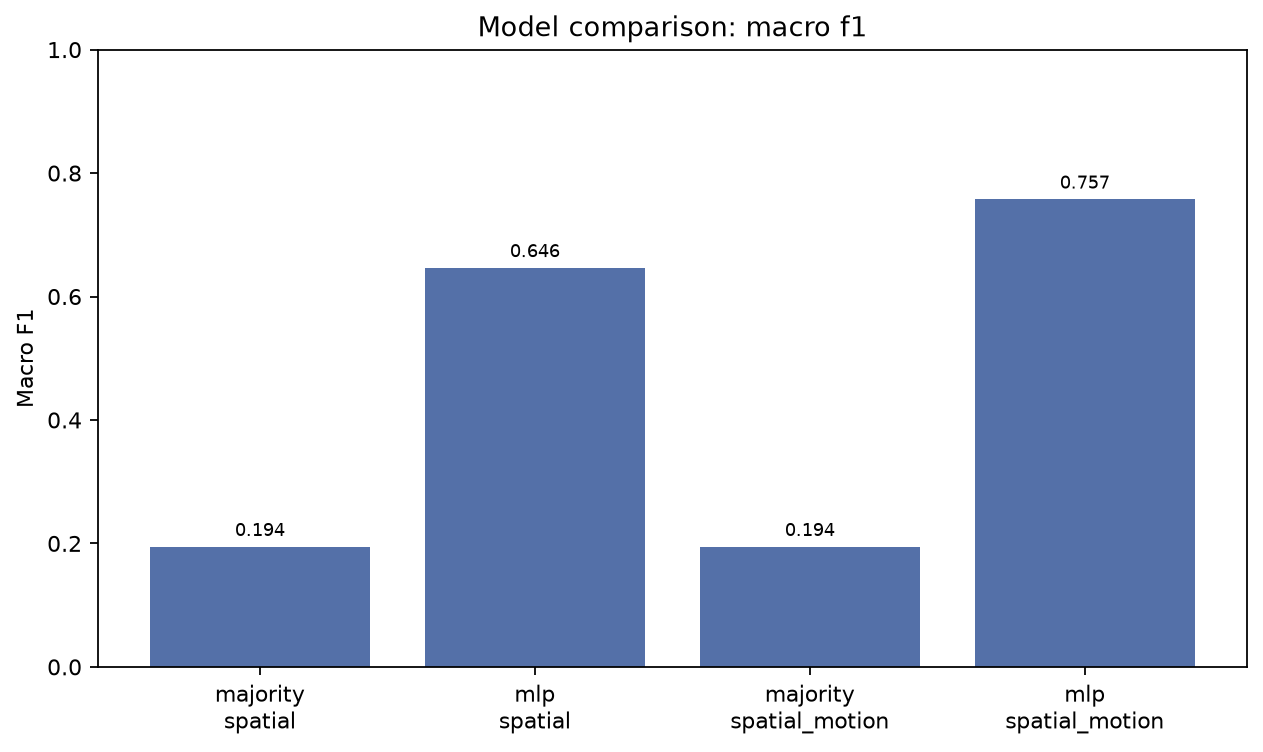 Model comparison: macro f1
Macro F1
1.0
0.8
0.6
0.4
0.2
0.0
0.194
0.646
0.194
0.757
majority
spatial
mlp
spatial
majority
spatial_motion
mlp
spatial_motion